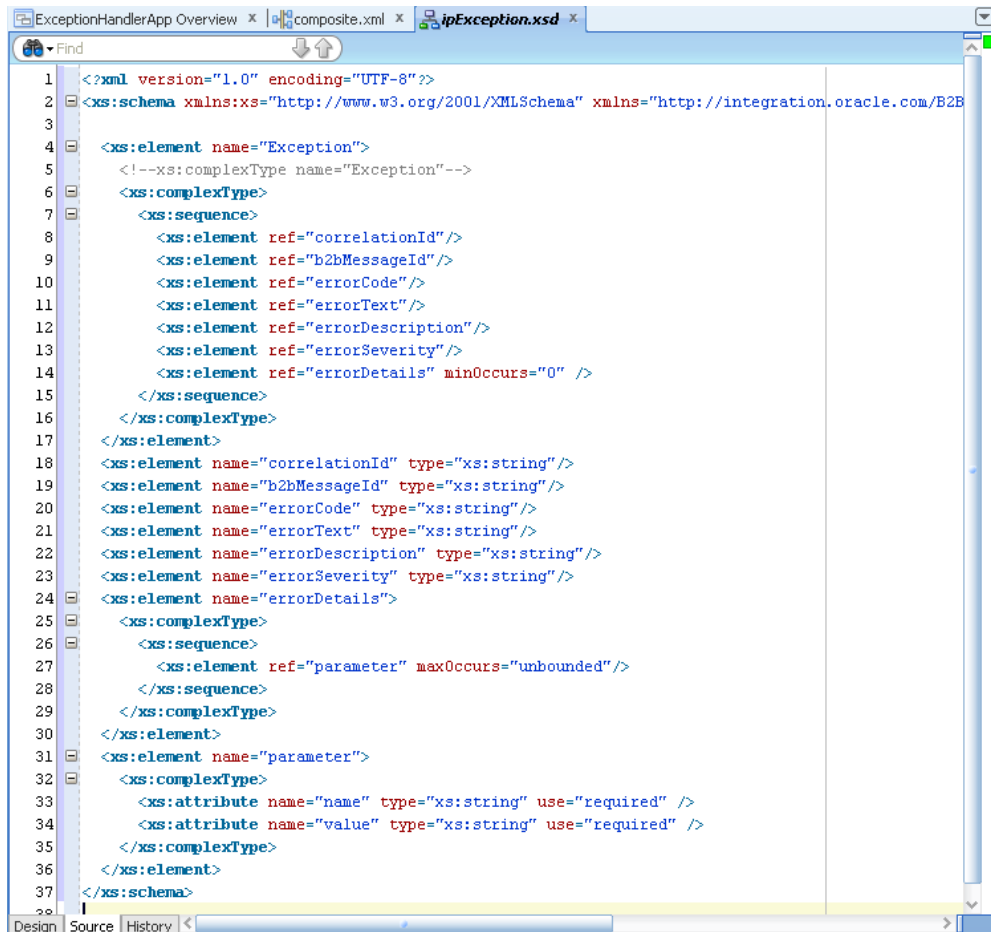 ExceptionHandlerApp Overview x composite.xml x ipException.xsd x
Find
1 <?xml version="1.0" encoding="UTF-8"?>
2 <xs:schema xmlns:xs="http://www.w3.org/2001/XMLSchema" xmlns="http://integration.oracle.com/B2B
3
4 <xs:element name="Exception">
5 <!--xs:complexType name="Exception"-->
6 <xs:complexType>
7 <xs:sequence>
8 <xs:element ref="correlationId"/>
9 <xs:element ref="b2bMessageId"/>
10 <xs:element ref="errorCode"/>
11 <xs:element ref="errorText"/>
12 <xs:element ref="errorDescription"/>
13 <xs:element ref="errorSeverity"/>
14 <xs:element ref="errorDetails" minOccurs="0" />
15 </xs:sequence>
16 </xs:complexType>
17 </xs:element>
18 <xs:element name="correlationId" type="xs:string"/>
19 <xs:element name="b2bMessageId" type="xs:string"/>
20 <xs:element name="errorCode" type="xs:string"/>
21 <xs:element name="errorText" type="xs:string"/>
22 <xs:element name="errorDescription" type="xs:string"/>
23 <xs:element name="errorSeverity" type="xs:string"/>
24 <xs:element name="errorDetails">
25 <xs:complexType>
26 <xs:sequence>
27 <xs:element ref="parameter" maxOccurs="unbounded"/>
28 </xs:sequence>
29 </xs:complexType>
30 </xs:element>
31 <xs:element name="parameter">
32 <xs:complexType>
33 <xs:attribute name="name" type="xs:string" use="required" />
34 <xs:attribute name="value" type="xs:string" use="required" />
35 </xs:complexType>
36 </xs:element>
37 </xs:schema>
38
Design Source History